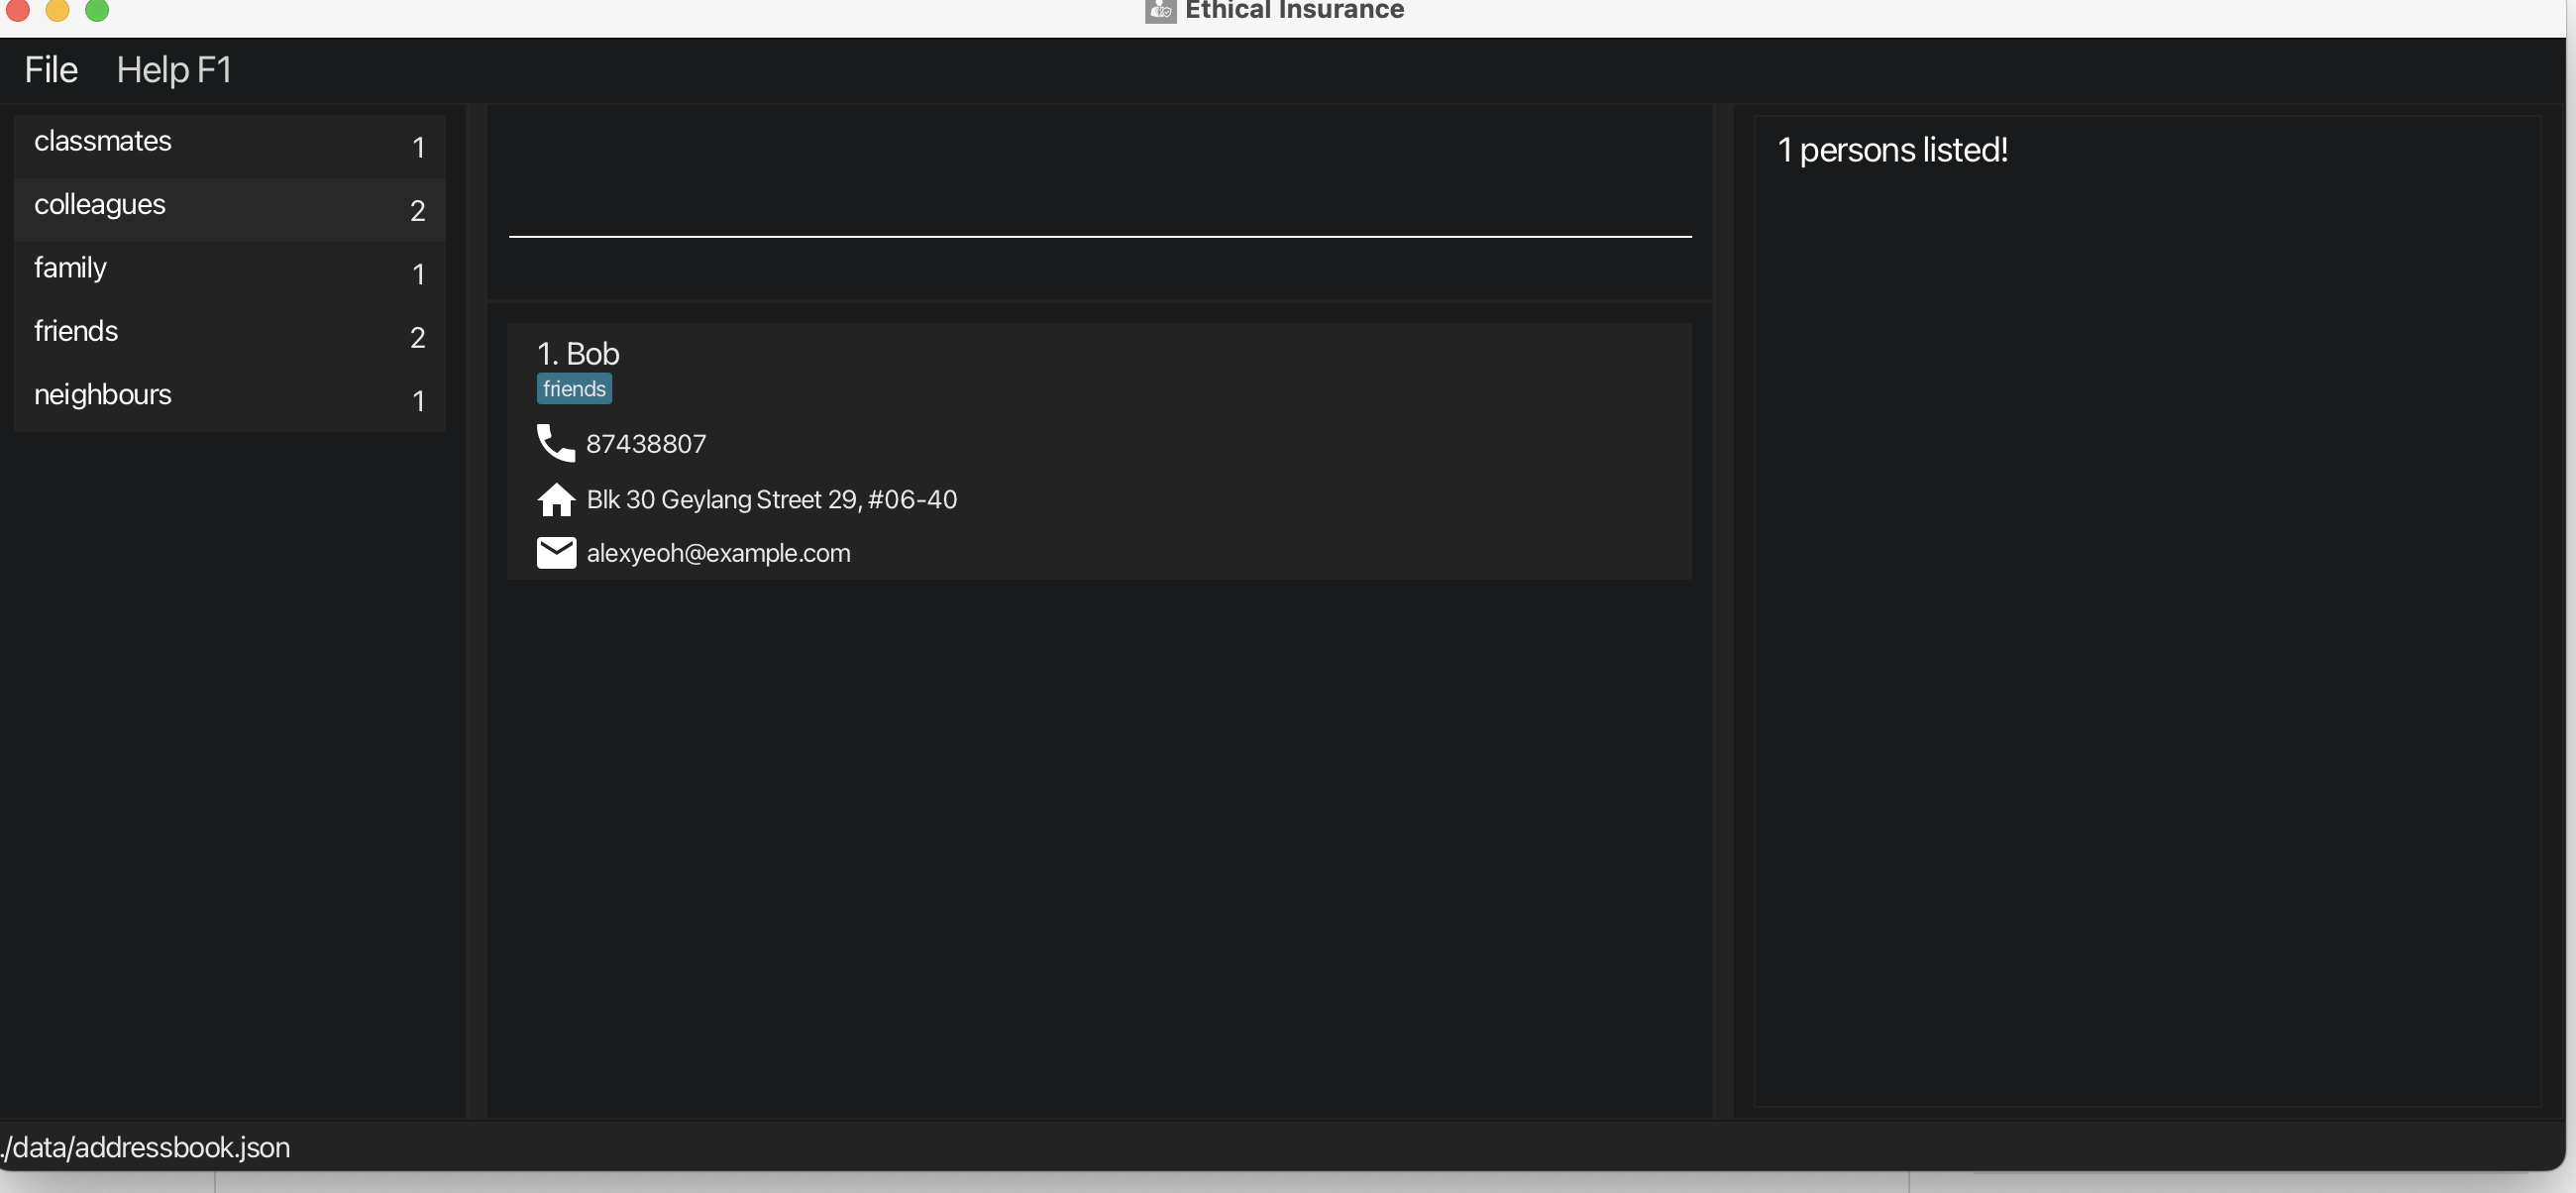 Ethical Insurance
File Help F1
classmates 1
colleagues 2
family 1
friends 2
neighbours 1
1. Bob
friends
87438807
Blk 30 Geylang Street 29, #06-40
alexyeoh@example.com
1 persons listed!
./data/addressbook.json